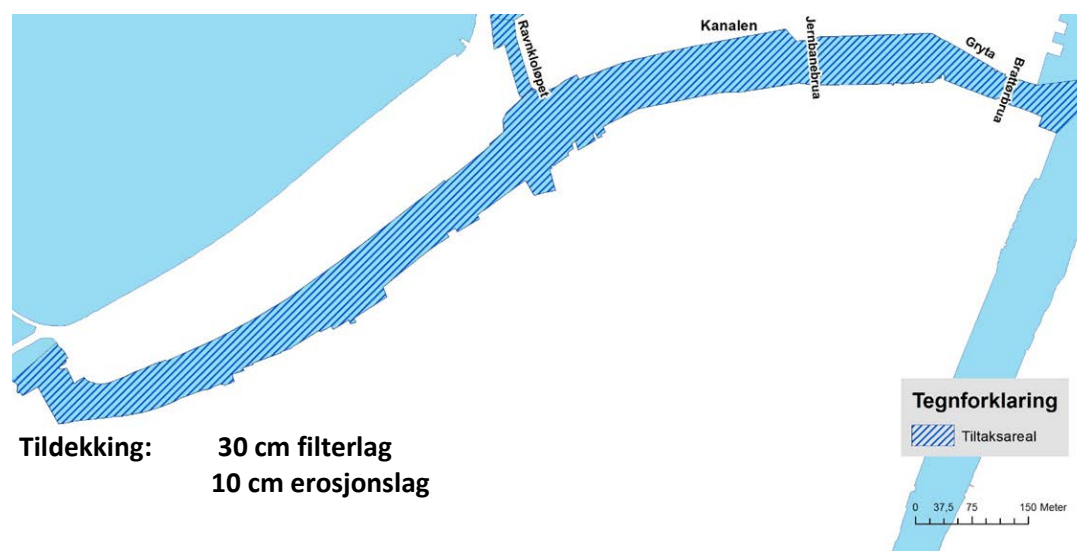 Ravnkloløpet
Kanalen
Jernbanebrua
Gryta
Brattørbrua
Tildekking: 30 cm filterlag
10 cm erosjonslag
Tegnforklaring
Tiltaksareal
0 37,5 75 150 Meter